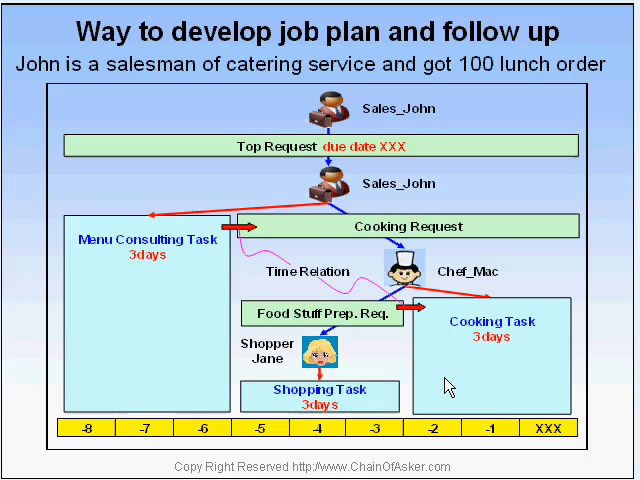 Way to develop job plan and follow up
John is a salesman of catering service and got 100 lunch order
Sales_John
Top Request due date XXX
Sales_John
Menu Consulting Task
3days
Cooking Request
Time Relation
Chef_Mac
Food Stuff Prep. Req.
Cooking Task
3days
Shopper
Jane
Shopping Task
3days
-8 -7 -6 -5 -4 -3 -2 -1 XXX
Copy Right Reserved http://www.ChainOfAsker.com